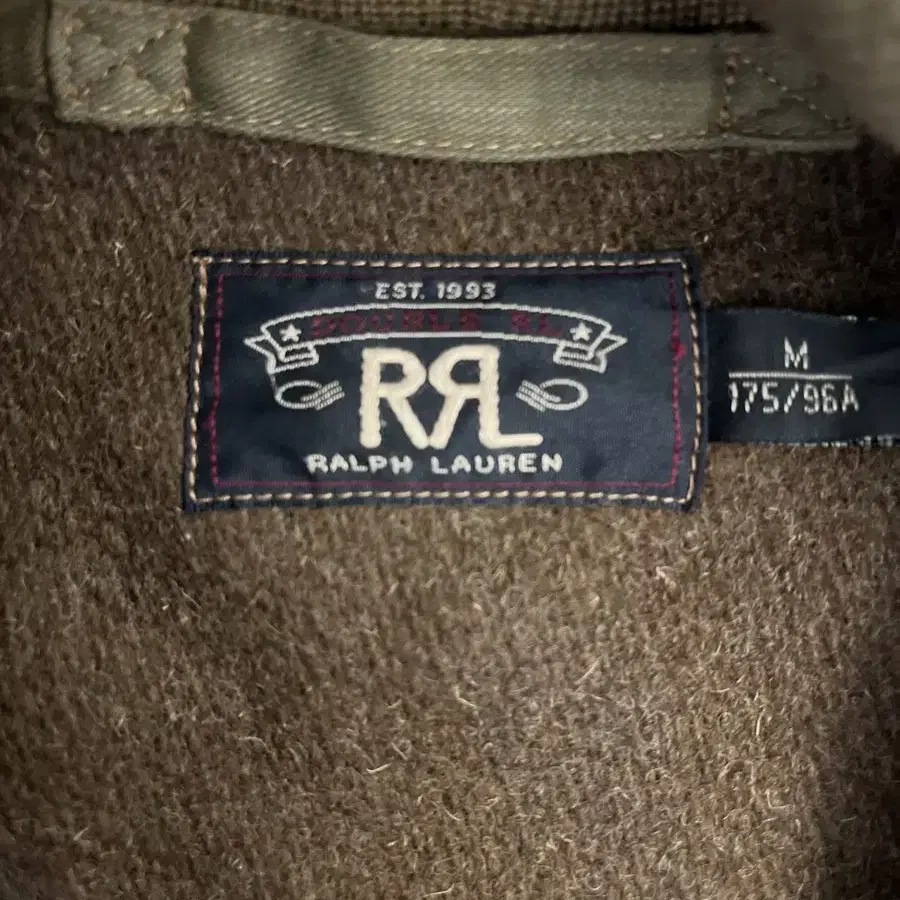 EST. 1993
DOUBLE RL
RRL
RALPH LAUREN
M
175/96A